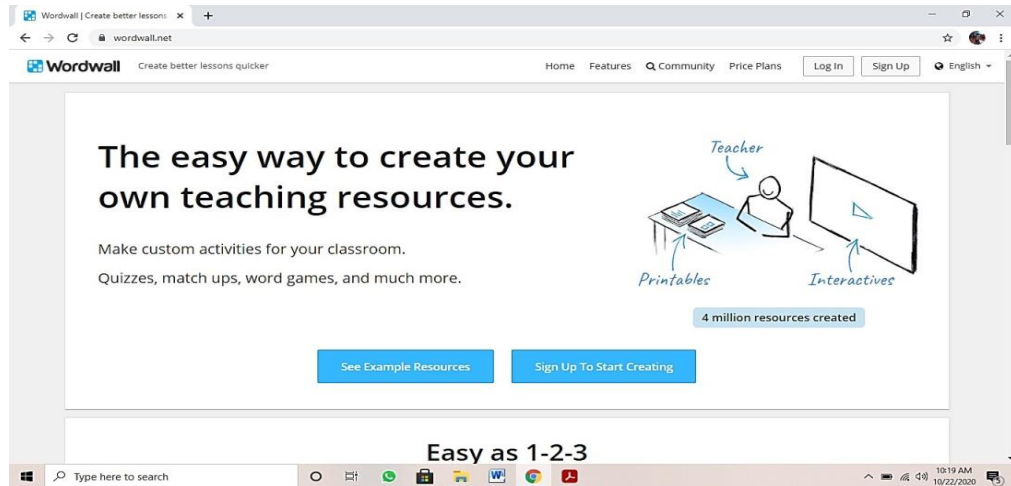 Wordwall | Create better lessons
wordwall.net
Wordwall
Create better lessons quicker
Home Features Community Price Plans Log In Sign Up English
The easy way to create your
own teaching resources.
Make custom activities for your classroom.
Quizzes, match ups, word games, and much more.
Teacher
Printables
Interactives
4 million resources created
See Example Resources
Sign Up To Start Creating
Easy as 1-2-3
Type here to search
10:19 AM
10/22/2020